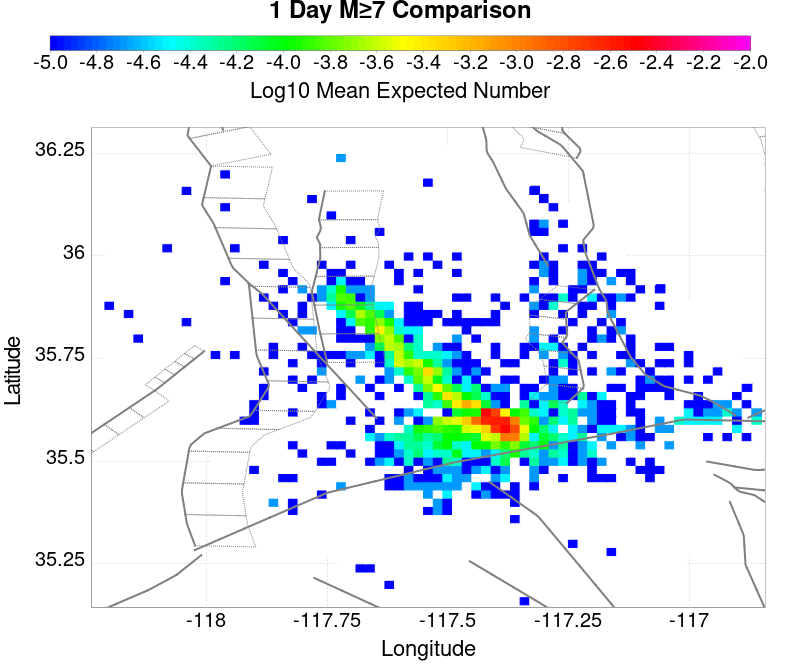 1 Day M≥7 Comparison
-5.0 -4.8 -4.6 -4.4 -4.2 -4.0 -3.8 -3.6 -3.4 -3.2 -3.0 -2.8 -2.6 -2.4 -2.2 -2.0
Log10 Mean Expected Number
36.25
36
35.75
35.5
35.25
Latitude
-118 -117.75 -117.5 -117.25 -117
Longitude